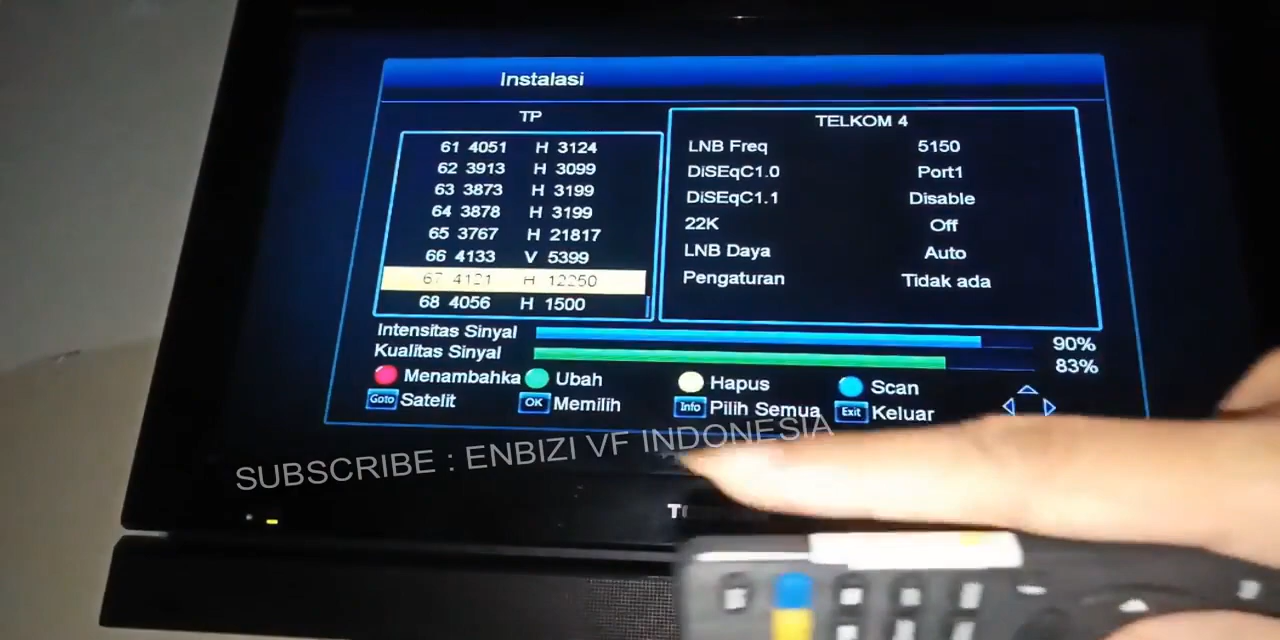 Instalasi
TP
61 4051 H 3124
62 3913 H 3099
63 3873 H 3199
64 3878 H 3199
65 3767 H 21817
66 4133 V 5399
67 4121 H 12250
68 4056 H 1500
TELKOM 4
LNB Freq 5150
DiSEqC1.0 Port1
DiSEqC1.1 Disable
22K Off
LNB Daya Auto
Pengaturan Tidak ada
Intensitas Sinyal 90%
Kualitas Sinyal 83%
Menambahka Ubah Hapus Scan
Goto Satelit OK Memilih Info Pilih Semua Exit Keluar
SUBSCRIBE : ENBIZI VF INDONESIA